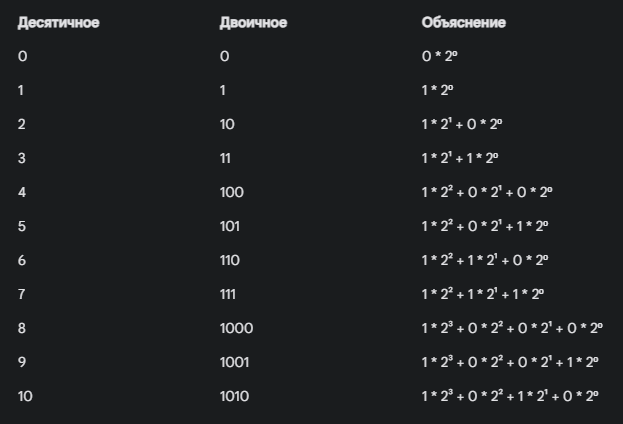 Десятичное Двоичное Объяснение
0 0 0 * 2⁰
1 1 1 * 2⁰
2 10 1 * 2¹ + 0 * 2⁰
3 11 1 * 2¹ + 1 * 2⁰
4 100 1 * 2² + 0 * 2¹ + 0 * 2⁰
5 101 1 * 2² + 0 * 2¹ + 1 * 2⁰
6 110 1 * 2² + 1 * 2¹ + 0 * 2⁰
7 111 1 * 2² + 1 * 2¹ + 1 * 2⁰
8 1000 1 * 2³ + 0 * 2² + 0 * 2¹ + 0 * 2⁰
9 1001 1 * 2³ + 0 * 2² + 0 * 2¹ + 1 * 2⁰
10 1010 1 * 2³ + 0 * 2² + 1 * 2¹ + 0 * 2⁰